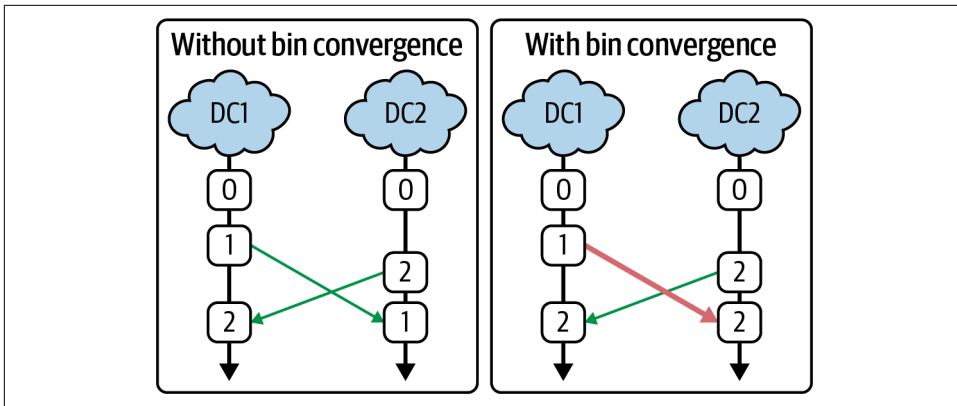 Without bin convergence
DC1 DC2
0 0
1
2
2 1
With bin convergence
DC1 DC2
0 0
1
2
2 2